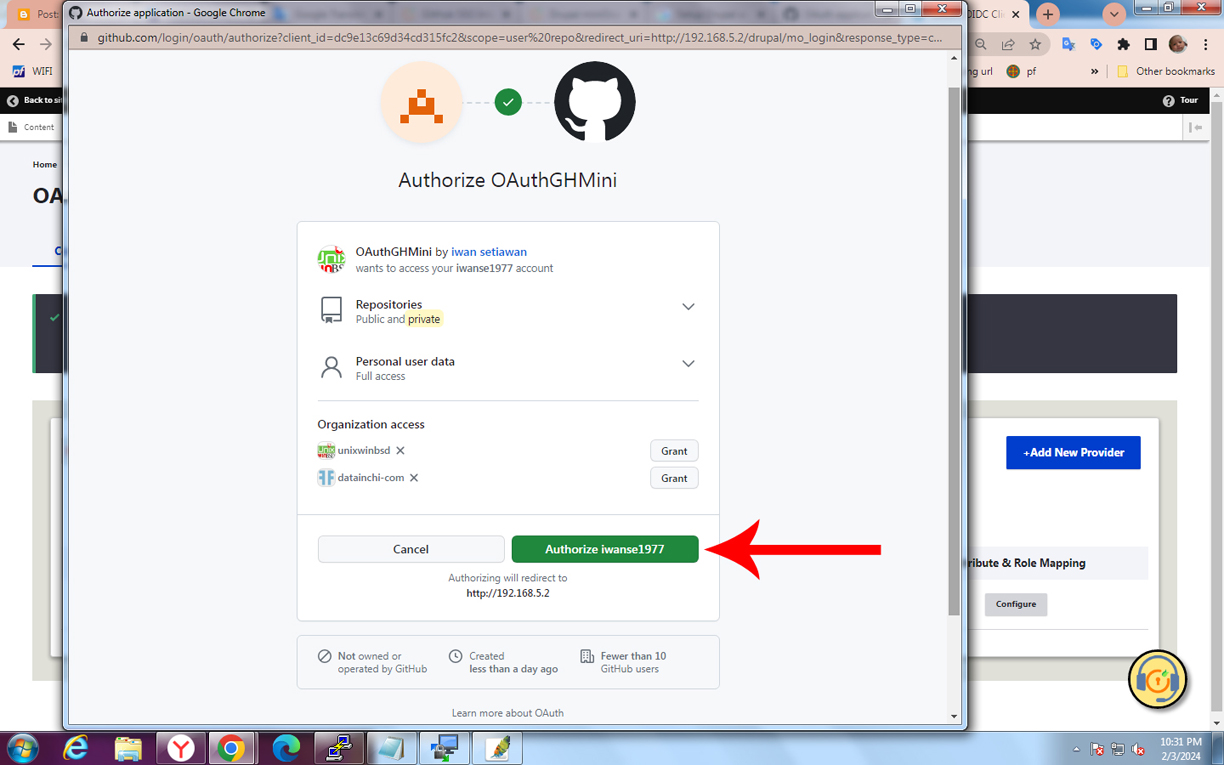 Authorize application - Google Chrome
Post:
OIDC Cli
github.com/login/oauth/authorize?client_id=dc9e13c69d34cd315fc2&scope=user%20repo&redirect_uri=http://192.168.5.2/drupal/mo_login&response_type=c...
WIFI
ng url
pf
»
Other bookmarks
Back to si
Tour
Content
Home
OA
C
Authorize OAuthGHMini
OAuthGHMini by iwan setiawan
wants to access your iwanse1977 account
Repositories
Public and private
Personal user data
Full access
Organization access
unixwinbsd
Grant
datainchi-com
Grant
Cancel
Authorize iwanse1977
Authorizing will redirect to
http://192.168.5.2
Not owned or
operated by GitHub
Created
less than a day ago
Fewer than 10
GitHub users
Learn more about OAuth
+Add New Provider
ribute & Role Mapping
Configure
10:31 PM
2/3/2024